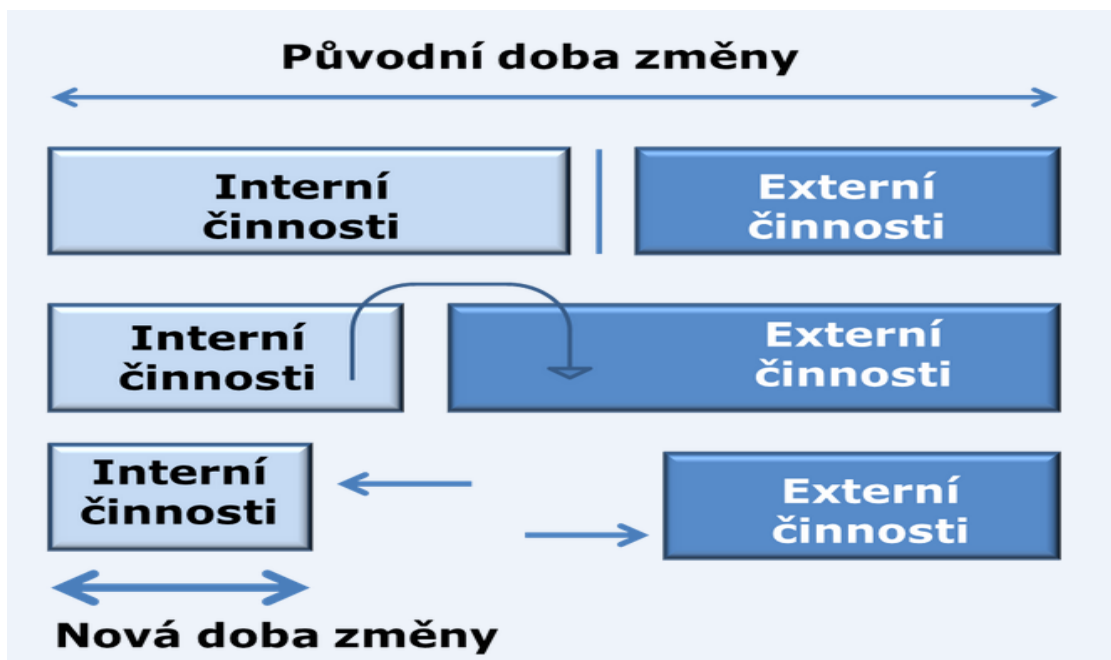 Původní doba změny
Interní
činnosti
Externí
činnosti
Interní
činnosti
Externí
činnosti
Interní
činnosti
Externí
činnosti
Nová doba změny